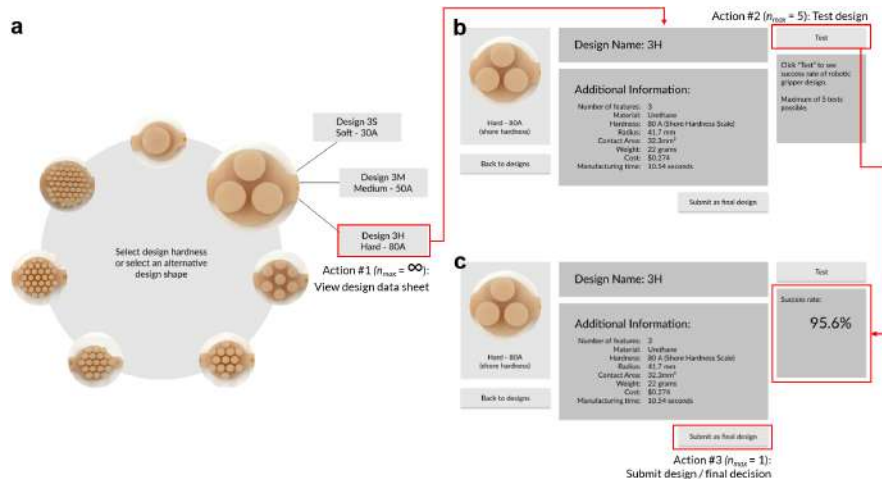 a
Design 3S
Soft - 30A
Design 3M
Medium - 50A
Design 3H
Hard - 80A
Select design hardness
or select an alternative
design shape
Action #1 (nmax = ∞):
View design data sheet
b
Action #2 (nmax = 5): Test design
Hard - 80A
(shore hardness)
Back to designs
Design Name: 3H
Additional Information:
Number of features: 3
Material: Urethane
Hardness: 80 A (Shore Hardness Scale)
Radius: 41.7 mm
Contact Area: 32.3mm²
Weight: 22 grams
Cost: $0.274
Manufacturing time: 10.54 seconds
Submit as final design
Test
Click "Test" to see
success rate of robotic
gripper design.
Maximum of 5 tests
possible.
c
Hard - 80A
(shore hardness)
Back to designs
Design Name: 3H
Additional Information:
Number of features: 3
Material: Urethane
Hardness: 80 A (Shore Hardness Scale)
Radius: 41.7 mm
Contact Area: 32.3mm²
Weight: 22 grams
Cost: $0.274
Manufacturing time: 10.54 seconds
Submit as final design
Test
Success rate:
95.6%
Action #3 (nmax = 1):
Submit design / final decision